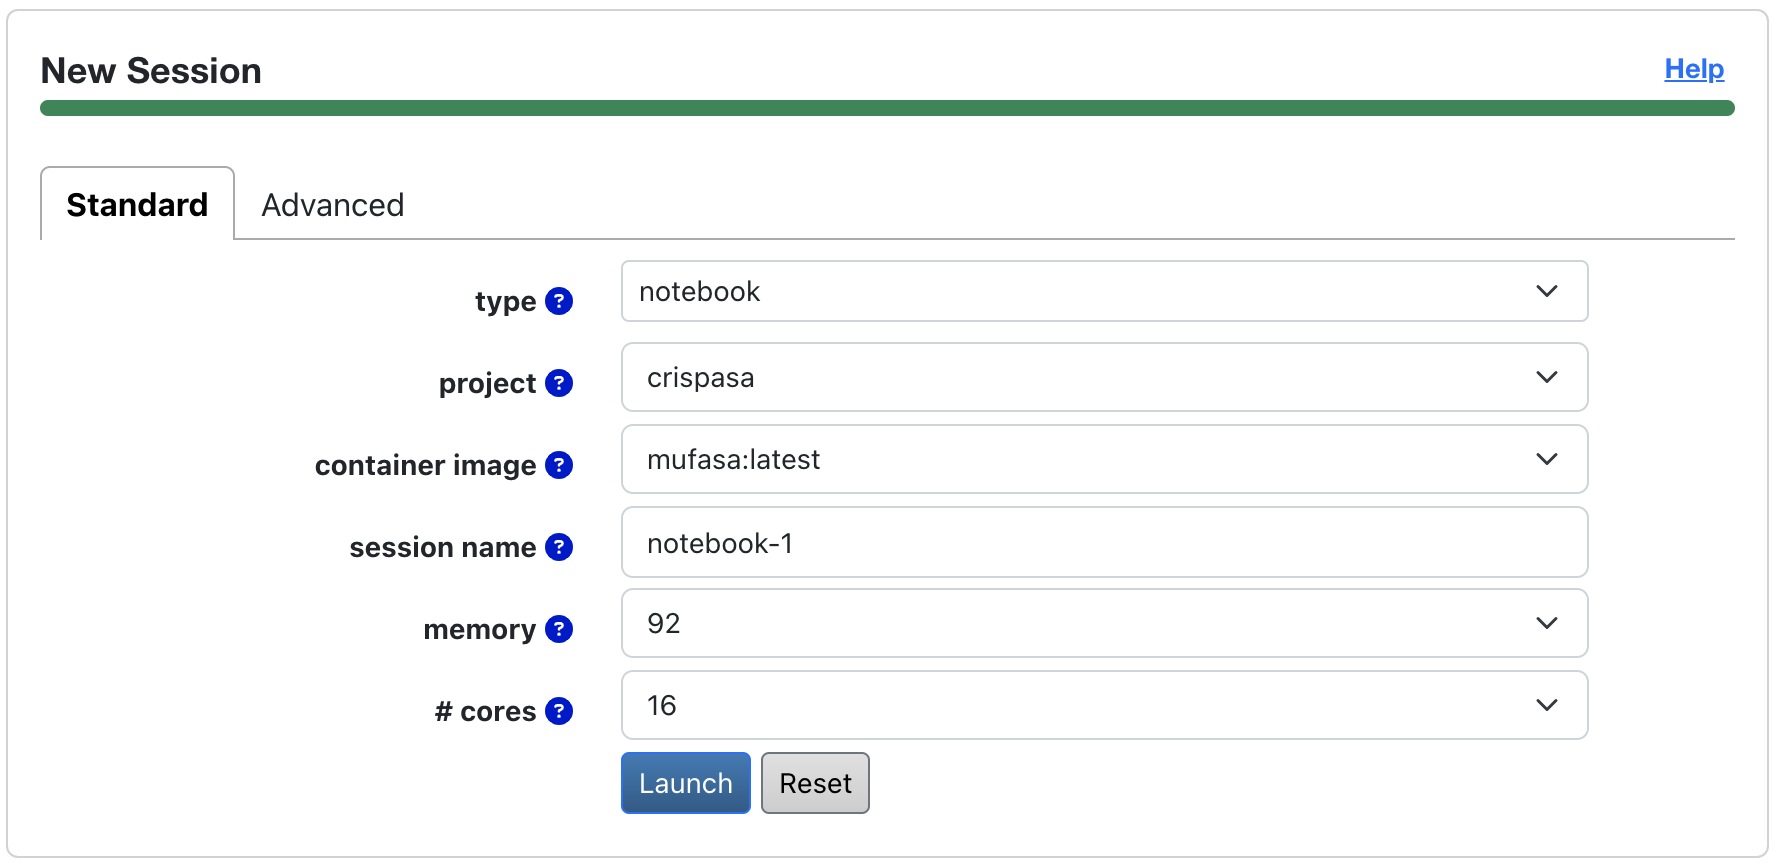 New Session
Help
Standard
Advanced
type ?
notebook
project ?
crispasa
container image ?
mufasa:latest
session name ?
notebook-1
memory ?
92
# cores ?
16
Launch
Reset